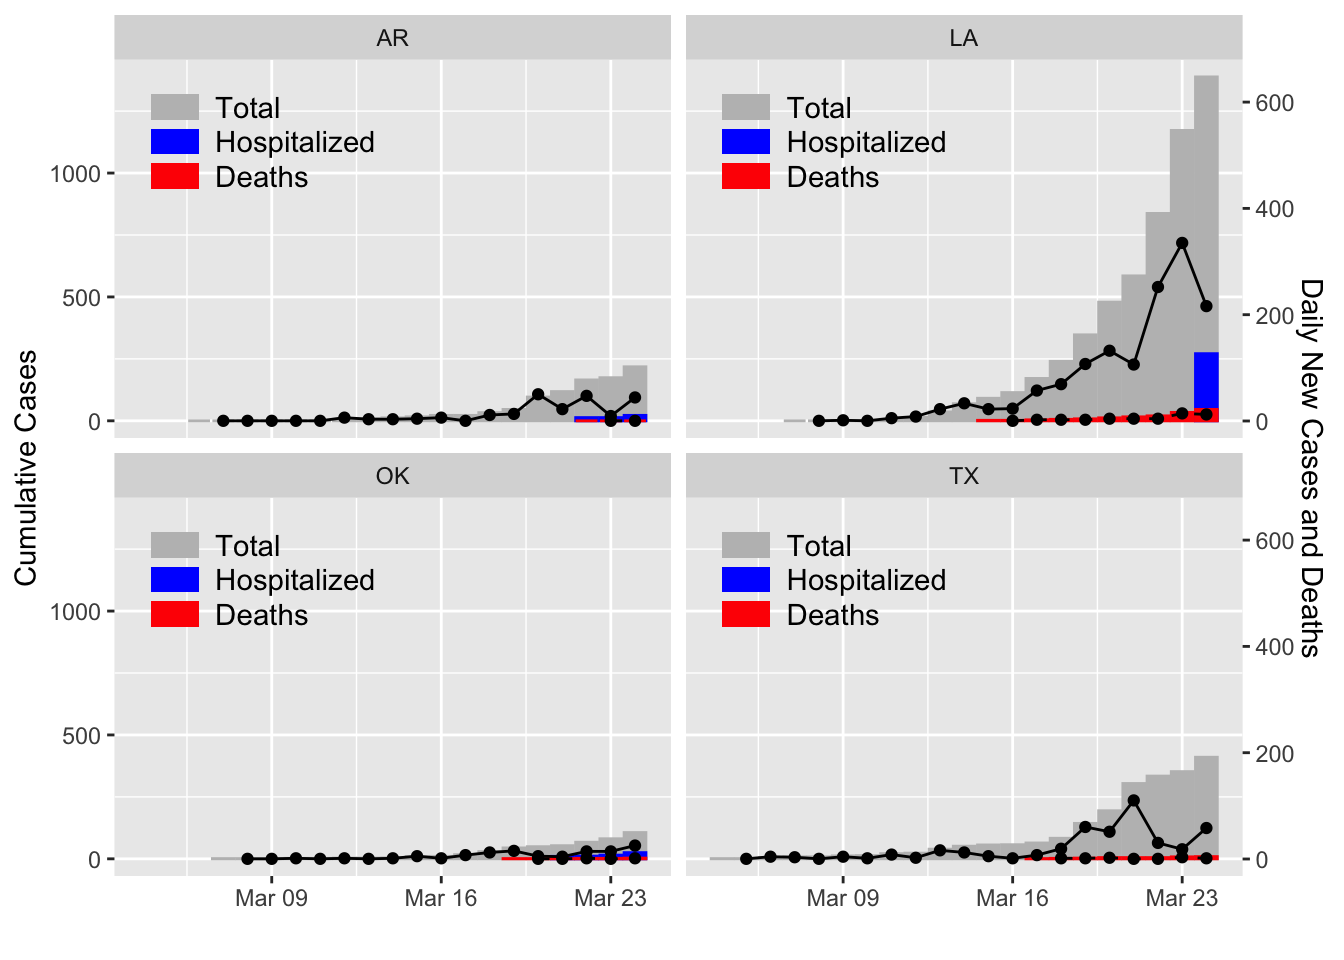 AR
LA
Total
Hospitalized
Deaths
Total
Hospitalized
Deaths
1000
500
0
600
400
200
0
Cumulative Cases
Daily New Cases and Deaths
OK
TX
Total
Hospitalized
Deaths
Total
Hospitalized
Deaths
1000
500
0
600
400
200
0
Mar 09
Mar 16
Mar 23
Mar 09
Mar 16
Mar 23